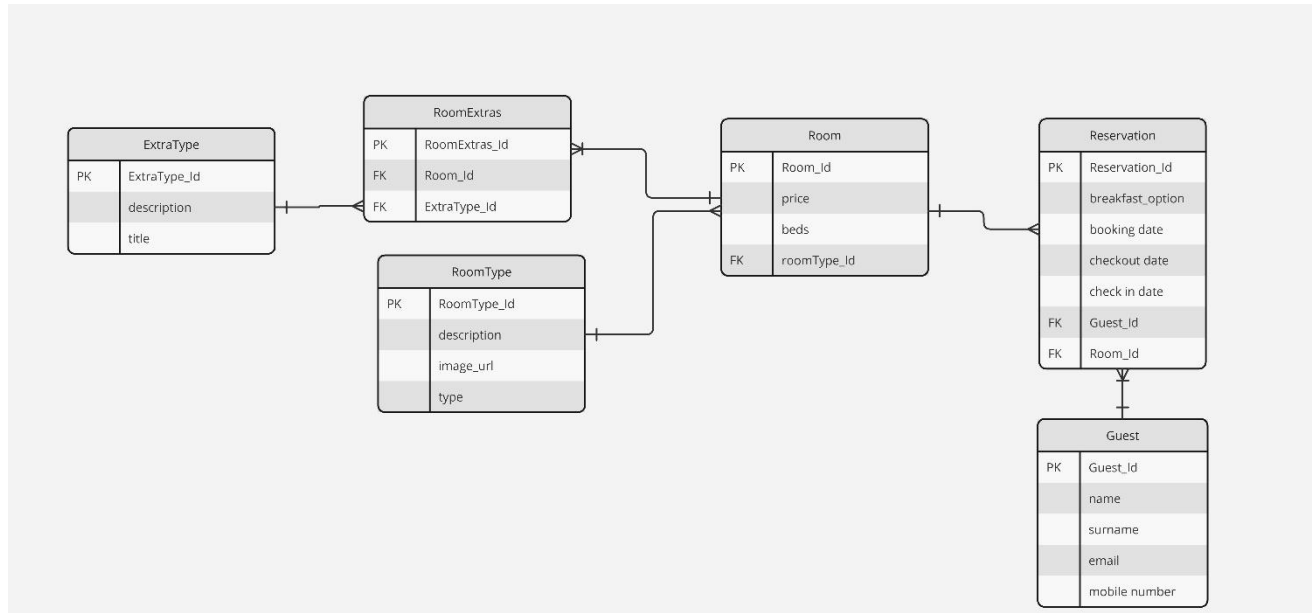 ExtraType
PK ExtraType_Id
description
title
RoomExtras
PK RoomExtras_Id
FK Room_Id
FK ExtraType_Id
RoomType
PK RoomType_Id
description
image_url
type
Room
PK Room_Id
price
beds
FK roomType_Id
Reservation
PK Reservation_Id
breakfast_option
booking date
checkout date
check in date
FK Guest_Id
FK Room_Id
Guest
PK Guest_Id
name
surname
email
mobile number